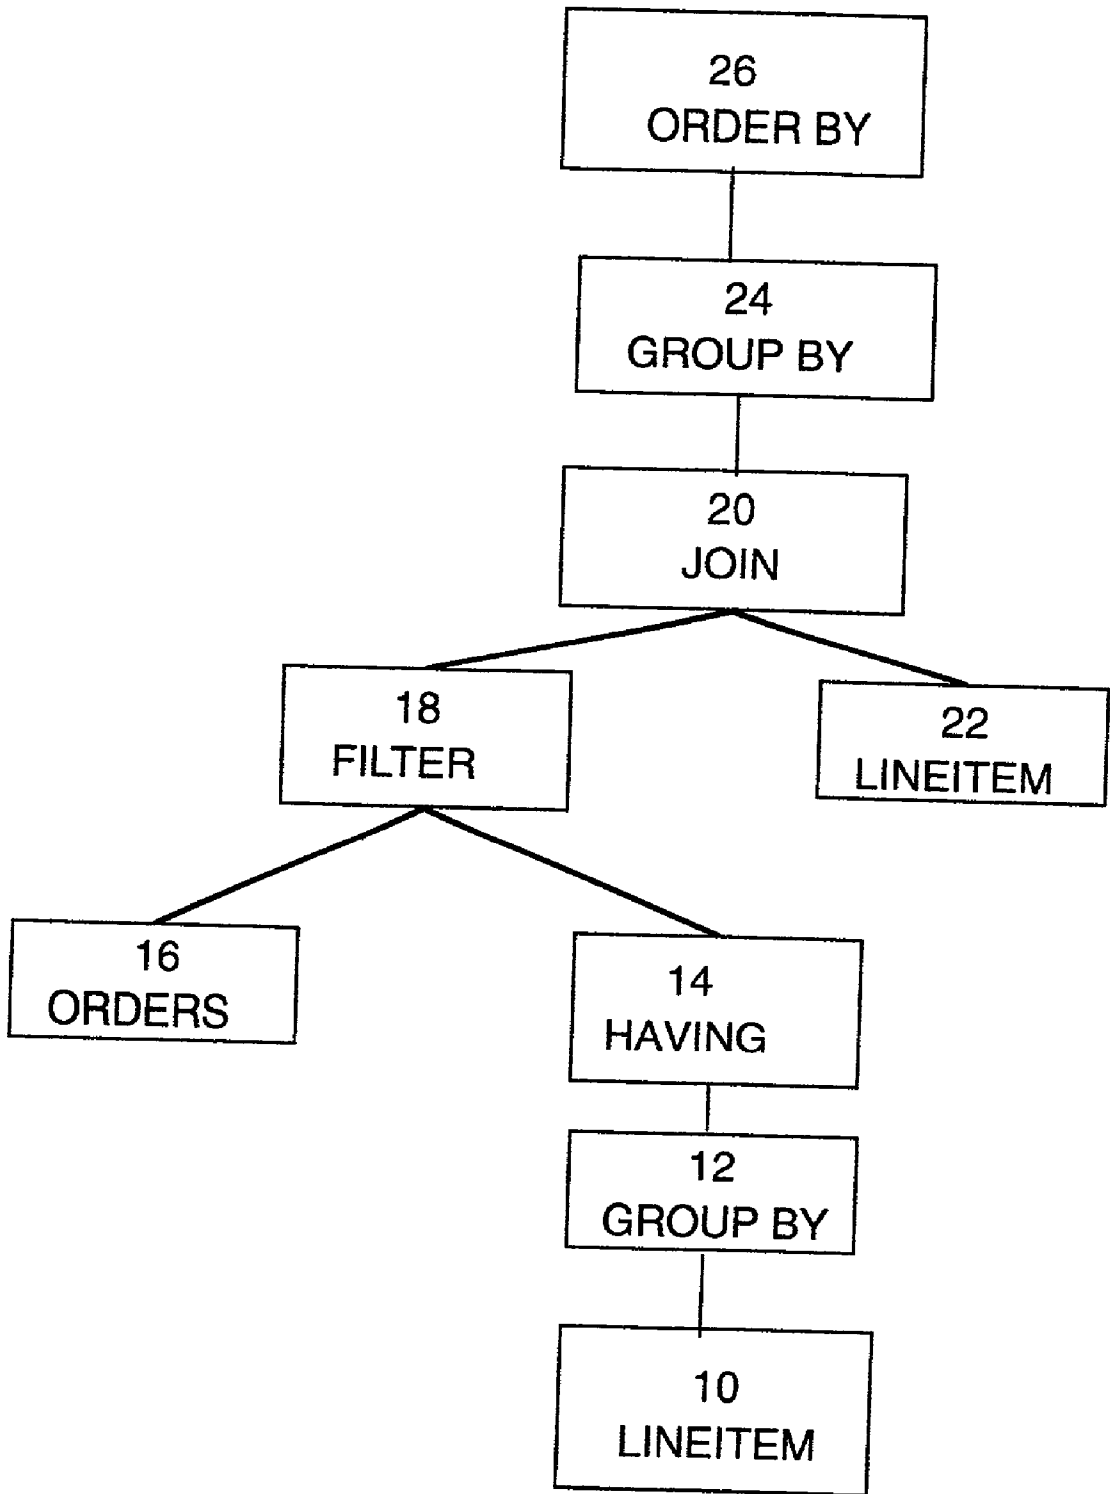 26
ORDER BY
24
GROUP BY
20
JOIN
18
FILTER
22
LINEITEM
16
ORDERS
14
HAVING
12
GROUP BY
10
LINEITEM